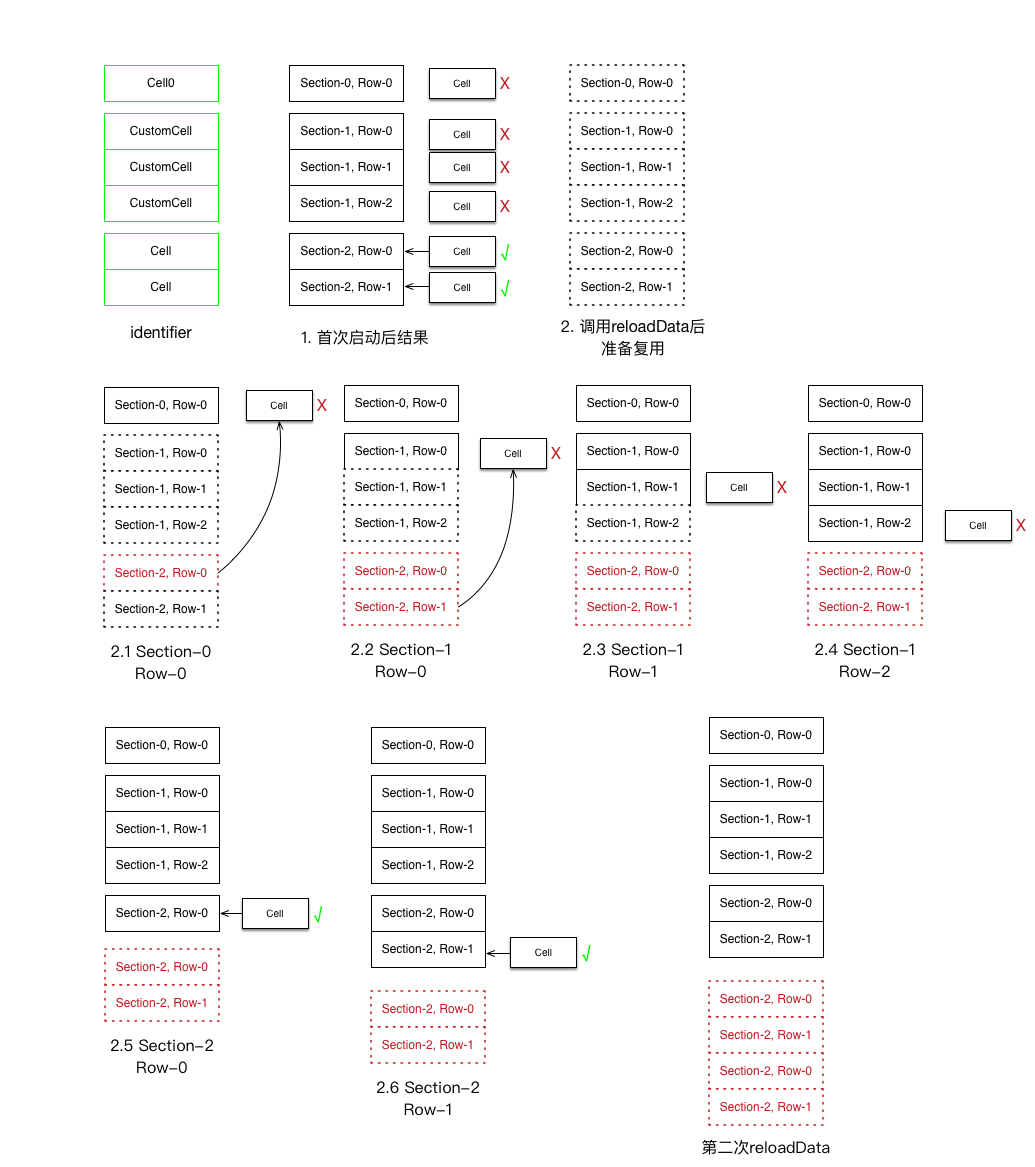 Cell0
CustomCell
CustomCell
CustomCell
Cell
Cell
identifier
Section-0, Row-0
Cell
X
Section-1, Row-0
Cell
X
Section-1, Row-1
Cell
X
Section-1, Row-2
Cell
X
Section-2, Row-0
Cell
√
Section-2, Row-1
Cell
√
1. 首次启动后结果
Section-0, Row-0
Section-1, Row-0
Section-1, Row-1
Section-1, Row-2
Section-2, Row-0
Section-2, Row-1
2. 调用reloadData后
准备复用
Section-0, Row-0
Cell
X
Section-1, Row-0
Section-1, Row-1
Section-1, Row-2
Section-2, Row-0
Section-2, Row-1
2.1 Section-0
Row-0
Section-0, Row-0
Section-1, Row-0
Cell
X
Section-1, Row-1
Section-1, Row-2
Section-2, Row-0
Section-2, Row-1
2.2 Section-1
Row-0
Section-0, Row-0
Section-1, Row-0
Section-1, Row-1
Cell
X
Section-1, Row-2
Section-2, Row-0
Section-2, Row-1
2.3 Section-1
Row-1
Section-0, Row-0
Section-1, Row-0
Section-1, Row-1
Section-1, Row-2
Cell
X
Section-2, Row-0
Section-2, Row-1
2.4 Section-1
Row-2
Section-0, Row-0
Section-1, Row-0
Section-1, Row-1
Section-1, Row-2
Section-2, Row-0
Cell
√
Section-2, Row-0
Section-2, Row-1
2.5 Section-2
Row-0
Section-0, Row-0
Section-1, Row-0
Section-1, Row-1
Section-1, Row-2
Section-2, Row-0
Section-2, Row-1
Cell
√
Section-2, Row-0
Section-2, Row-1
2.6 Section-2
Row-1
Section-0, Row-0
Section-1, Row-0
Section-1, Row-1
Section-1, Row-2
Section-2, Row-0
Section-2, Row-1
Section-2, Row-0
Section-2, Row-1
Section-2, Row-0
Section-2, Row-1
第二次reloadData